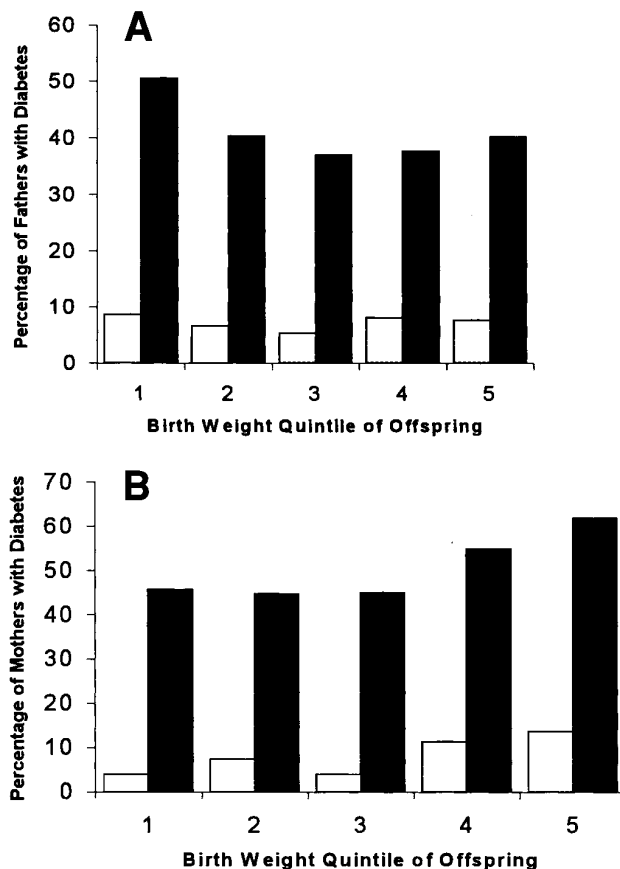 A
Percentage of Fathers with Diabetes
60
50
40
30
20
10
0
1 2 3 4 5
Birth Weight Quintile of Offspring
B
Percentage of Mothers with Diabetes
70
60
50
40
30
20
10
0
1 2 3 4 5
Birth Weight Quintile of Offspring